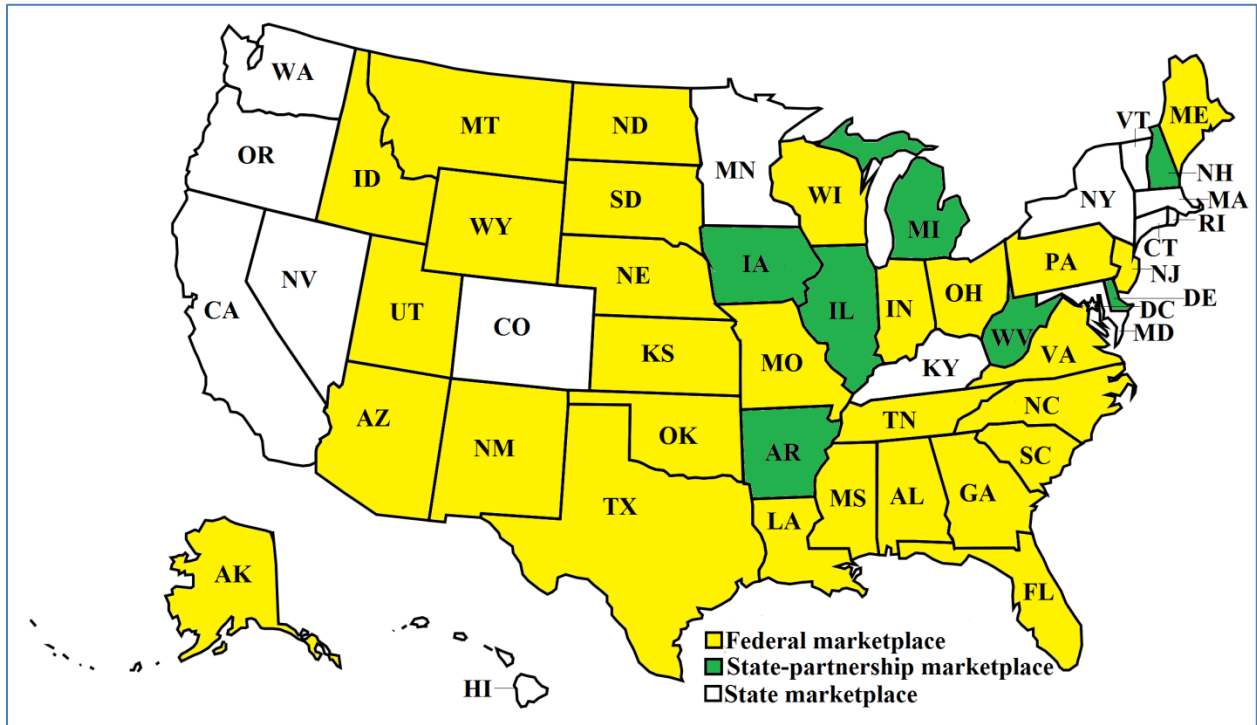 WA
MT
ND
MN
VT
ME
OR
ID
WY
SD
WI
MI
NY
NH
MA
RI
CT
NV
CA
UT
CO
NE
IA
IL
IN
OH
PA
NJ
DE
DC
MD
WV
VA
KS
MO
KY
AZ
NM
OK
AR
TN
NC
SC
TX
LA
MS
AL
GA
FL
AK
HI
Federal marketplace
State-partnership marketplace
State marketplace